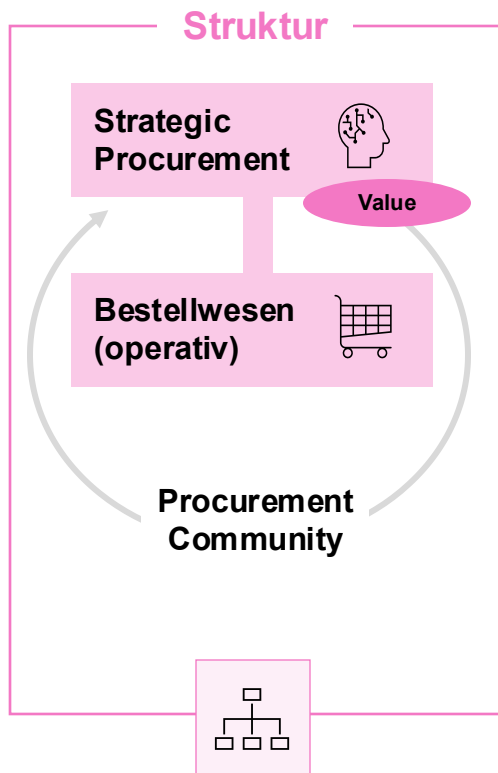 Struktur
Strategic
Procurement
Value
Bestellwesen
(operativ)
Procurement
Community